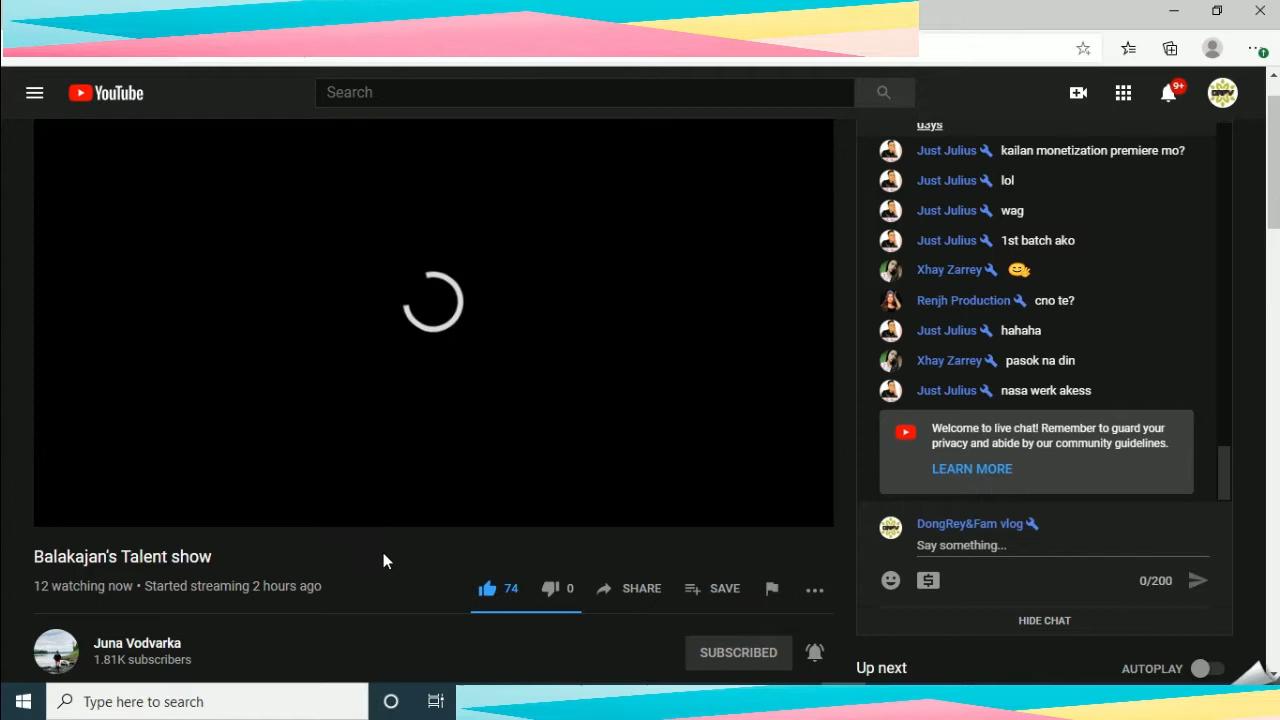 YouTube
Search
9+
u3ys
Just Julius kailan monetization premiere mo?
Just Julius lol
Just Julius wag
Just Julius 1st batch ako
Xhay Zarrey
Renjh Production cno te?
Just Julius hahaha
Xhay Zarrey pasok na din
Just Julius nasa werk akess
Welcome to live chat! Remember to guard your
privacy and abide by our community guidelines.
LEARN MORE
DongRey&Fam vlog
Say something...
0/200
HIDE CHAT
Balakajan's Talent show
12 watching now • Started streaming 2 hours ago
74
0
SHARE
SAVE
Juna Vodvarka
1.81K subscribers
SUBSCRIBED
Up next
AUTOPLAY
Type here to search